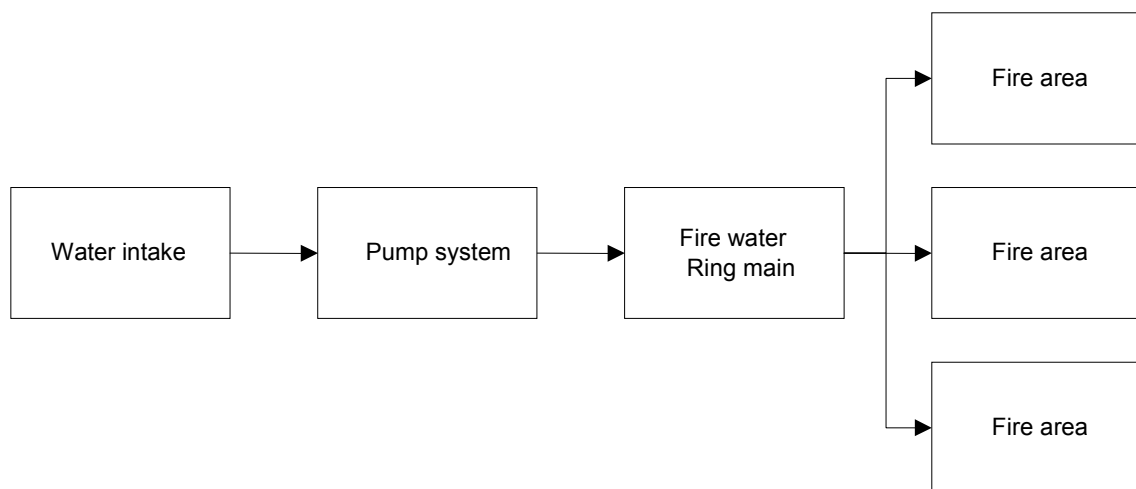 Water intake
Pump system
Fire water
Ring main
Fire area
Fire area
Fire area